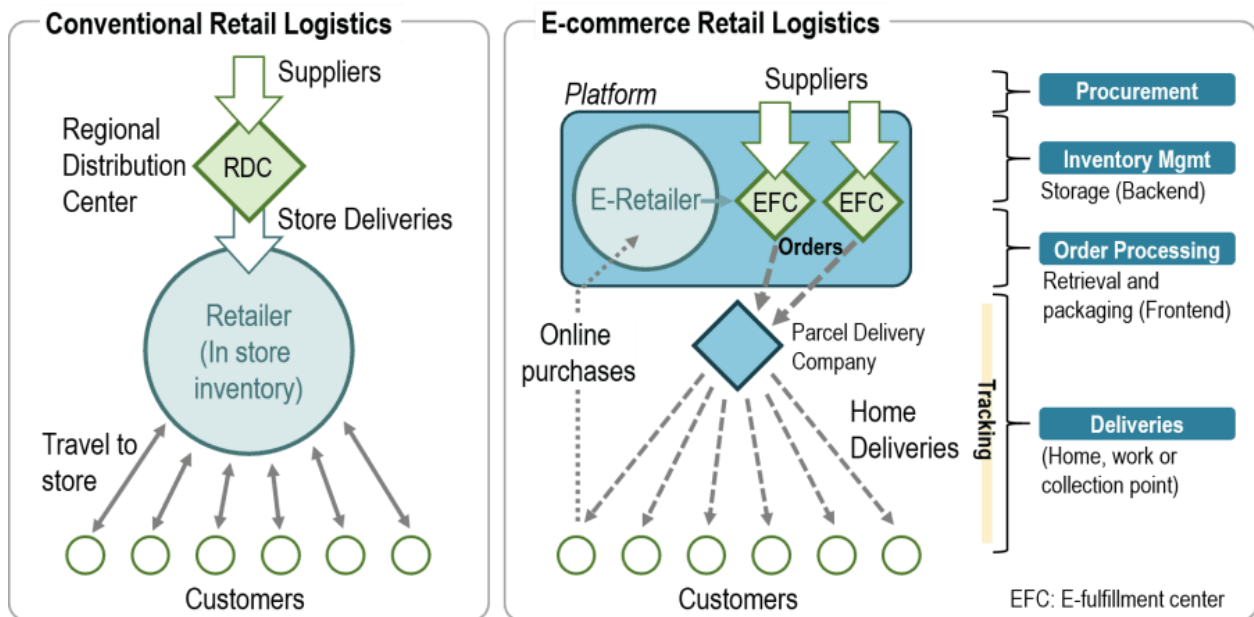 Conventional Retail Logistics
Suppliers
Regional
Distribution
Center
RDC
Store Deliveries
Retailer
(In store
inventory)
Travel to
store
Customers
E-commerce Retail Logistics
Platform
Suppliers
E-Retailer
EFC
EFC
Orders
Online
purchases
Parcel Delivery
Company
Home
Deliveries
Customers
Procurement
Inventory Mgmt
Storage (Backend)
Order Processing
Retrieval and
packaging (Frontend)
Tracking
Deliveries
(Home, work or
collection point)
EFC: E-fulfillment center